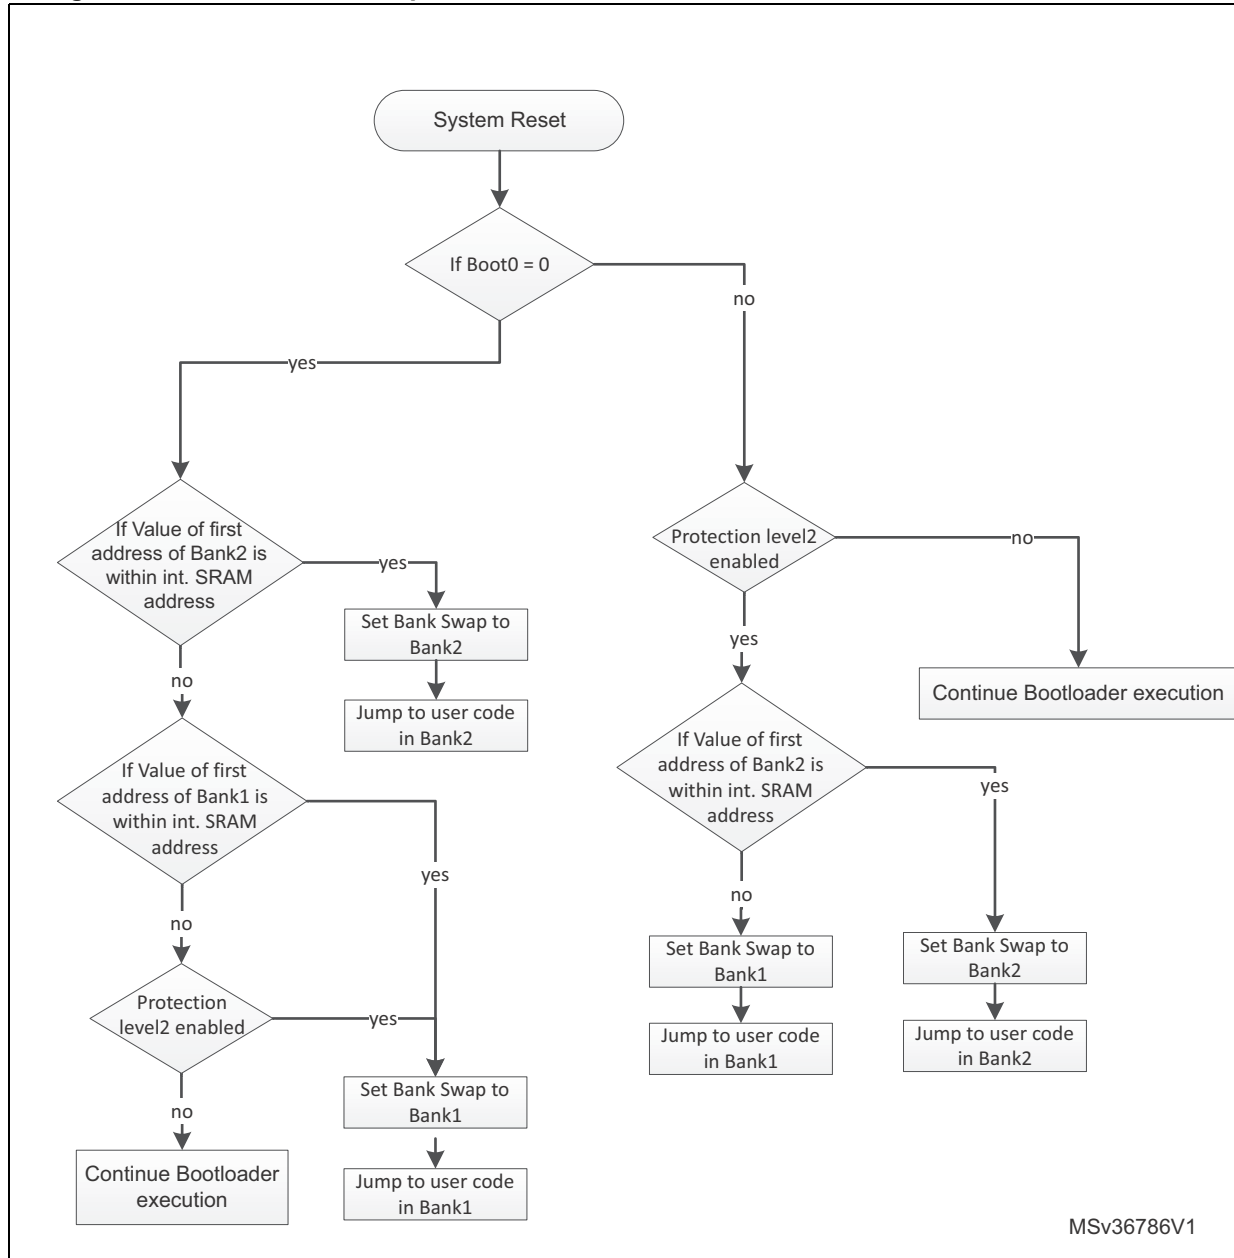 System Reset
If Boot0 = 0
no
yes
If Value of first
address of Bank2 is
within int. SRAM
address
yes
Set Bank Swap to
Bank2
Jump to user code
in Bank2
no
If Value of first
address of Bank1 is
within int. SRAM
address
yes
no
Protection
level2 enabled
yes
Set Bank Swap to
Bank1
Jump to user code
in Bank1
no
Continue Bootloader
execution
Protection level2
enabled
no
Continue Bootloader execution
yes
If Value of first
address of Bank2 is
within int. SRAM
address
yes
Set Bank Swap to
Bank2
Jump to user code
in Bank2
no
Set Bank Swap to
Bank1
Jump to user code
in Bank1
MSv36786V1